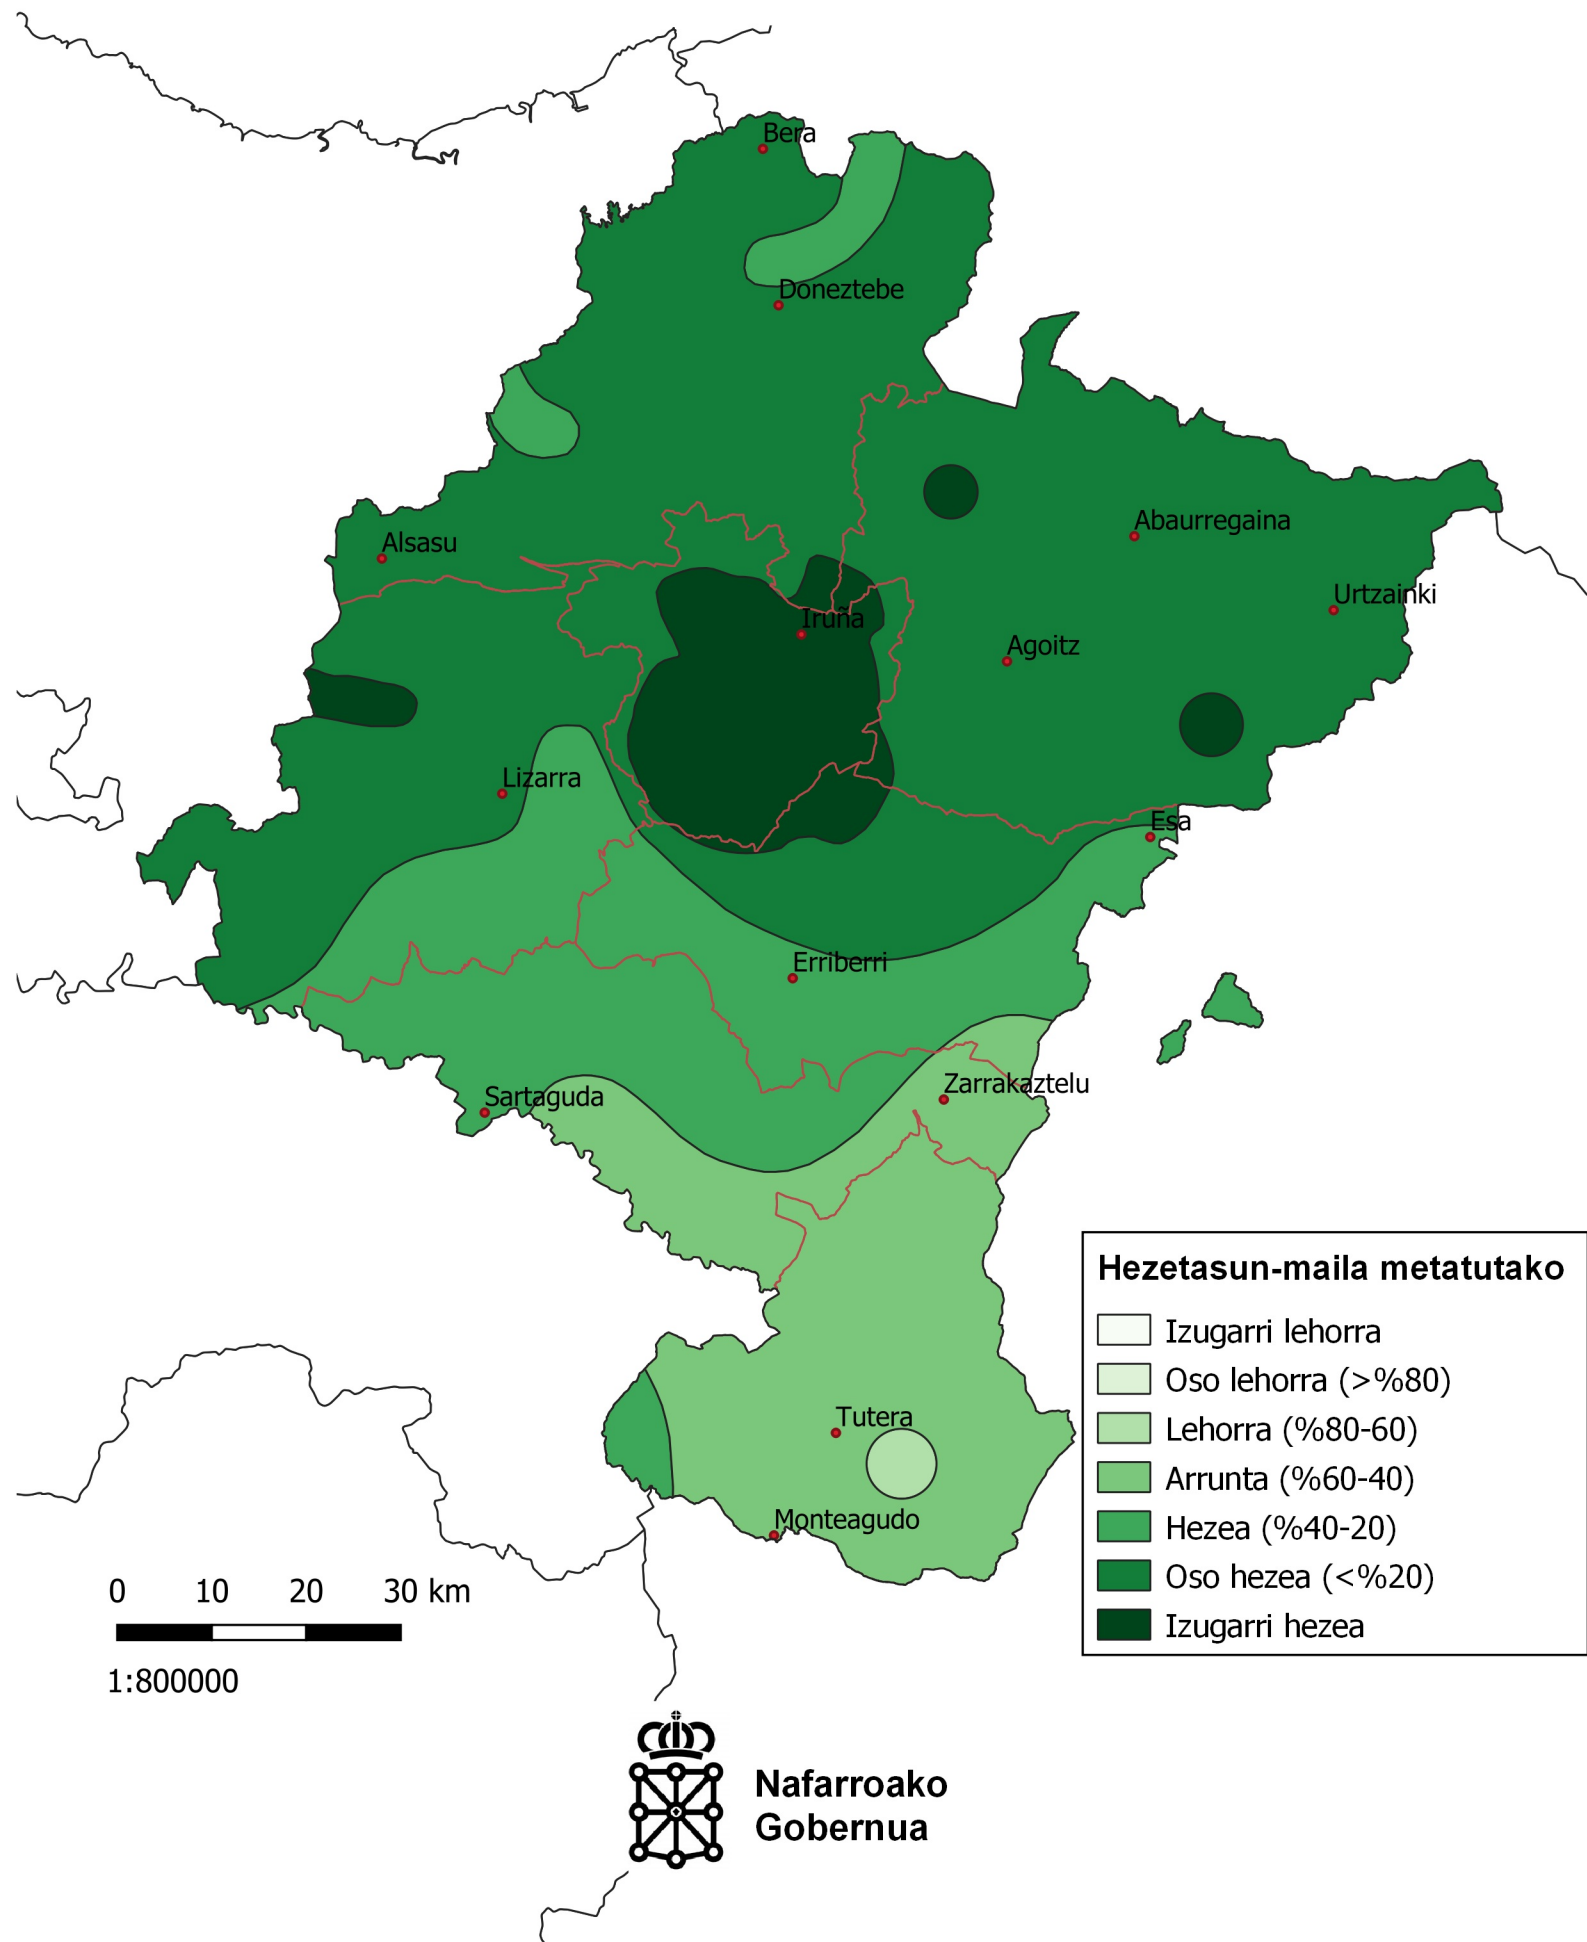 Bera
Doneztebe
Alsasu
Abaurregaina
Urtzainki
Iruña
Agoitz
Lizarra
Esa
Erriberri
Sartaguda
Zarrakaztelu
Tutera
Monteagudo
Hezetasun-maila metatutako
Izugarri lehorra
Oso lehorra (>%80)
Lehorra (%80-60)
Arrunta (%60-40)
Hezea (%40-20)
Oso hezea (<%20)
Izugarri hezea
0 10 20 30 km
1:800000
Nafarroako
Gobernua